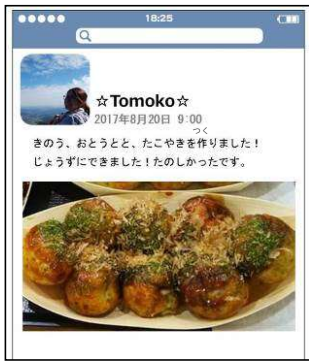 18:25
☆Tomoko☆
2017年8月20日 9:00
つく
きのう、おとうとと、たこやきを作りました！
じょうずにできました！たのしかったです。